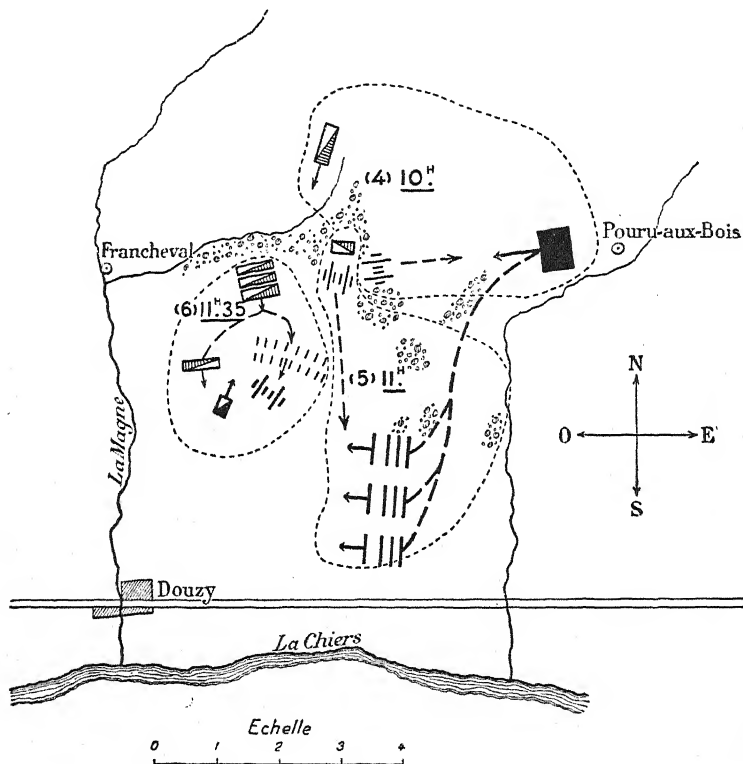 (4) 10.H
Francheval
Pouru-aux-Bois
(6) 11.H 35
(5) 11.H
N
O
E
S
La Magne
Douzy
La Chiers
Echelle
0 1 2 3 4